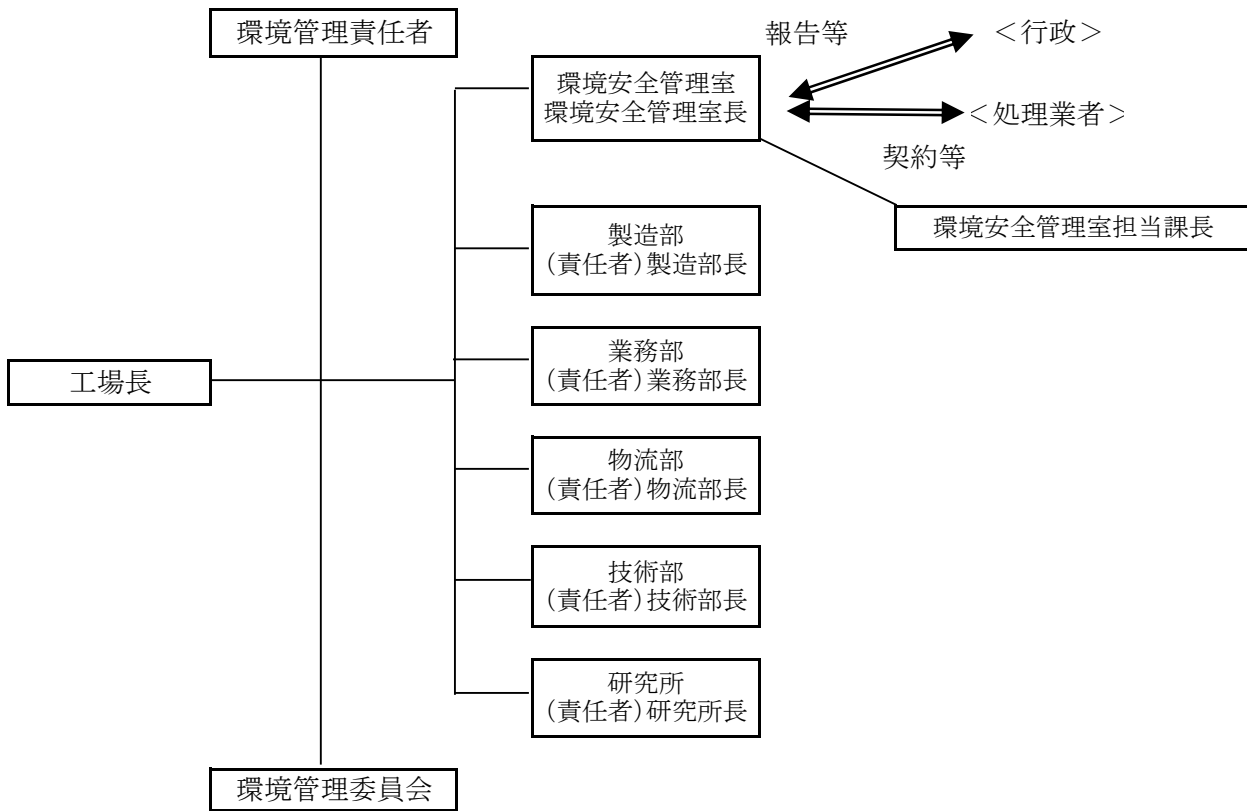 環境管理責任者
報告等
＜行政＞
環境安全管理室
環境安全管理室長
＜処理業者＞
契約等
環境安全管理室担当課長
製造部
(責任者)製造部長
工場長
業務部
(責任者)業務部長
物流部
(責任者)物流部長
技術部
(責任者)技術部長
研究所
(責任者)研究所長
環境管理委員会